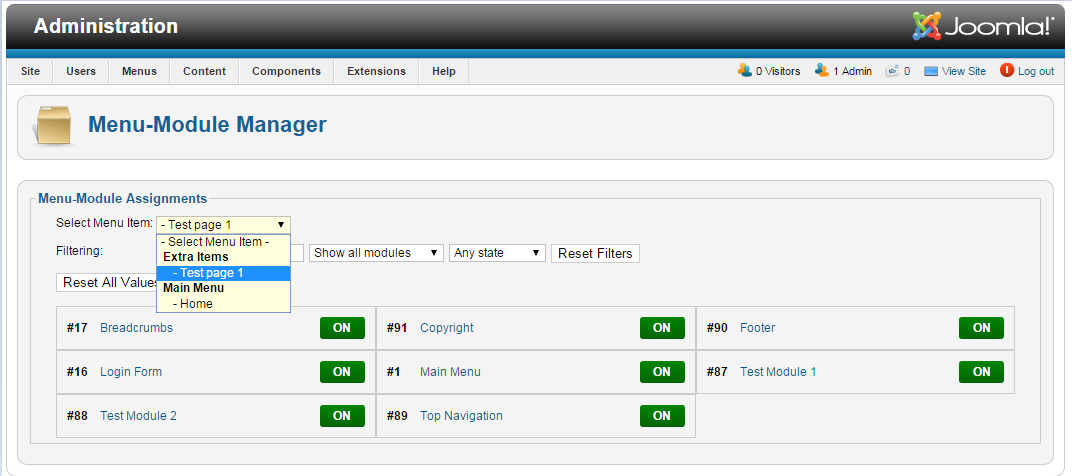 Administration
Joomla!
Site Users Menus Content Components Extensions Help 0 Visitors 1 Admin 0 View Site Log out
Menu-Module Manager
Menu-Module Assignments
Select Menu Item: - Test page 1
- Select Menu Item -
Filtering: Show all modules Any state Reset Filters
Extra Items
- Test page 1
Reset All Values
Main Menu
- Home
#17 Breadcrumbs ON #91 Copyright ON #90 Footer ON
#16 Login Form ON #1 Main Menu ON #87 Test Module 1 ON
#88 Test Module 2 ON #89 Top Navigation ON